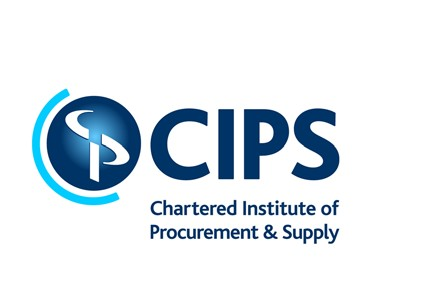 CIPS
Chartered Institute of
Procurement & Supply